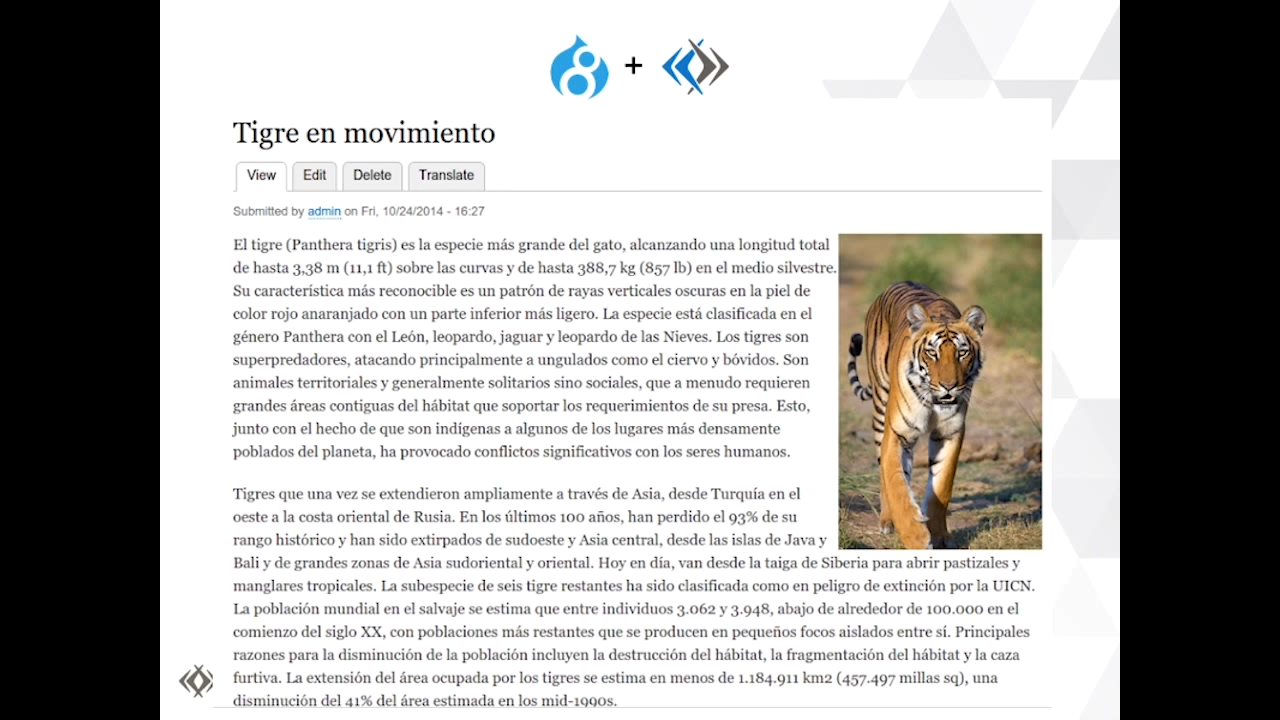 8 +
Tigre en movimiento
View Edit Delete Translate
Submitted by admin on Fri, 10/24/2014 - 16:27
El tigre (Panthera tigris) es la especie más grande del gato, alcanzando una longitud total
de hasta 3,38 m (11,1 ft) sobre las curvas y de hasta 388,7 kg (857 lb) en el medio silvestre.
Su característica más reconocible es un patrón de rayas verticales oscuras en la piel de
color rojo anaranjado con un parte inferior más ligero. La especie está clasificada en el
género Panthera con el León, leopardo, jaguar y leopardo de las Nieves. Los tigres son
superpredadores, atacando principalmente a ungulados como el ciervo y bóvidos. Son
animales territoriales y generalmente solitarios sino sociales, que a menudo requieren
grandes áreas contiguas del hábitat que soportar los requerimientos de su presa. Esto,
junto con el hecho de que son indígenas a algunos de los lugares más densamente
poblados del planeta, ha provocado conflictos significativos con los seres humanos.
Tigres que una vez se extendieron ampliamente a través de Asia, desde Turquía en el
oeste a la costa oriental de Rusia. En los últimos 100 años, han perdido el 93% de su
rango histórico y han sido extirpados de sudoeste y Asia central, desde las islas de Java y
Bali y de grandes zonas de Asia sudoriental y oriental. Hoy en día, van desde la taiga de Siberia para abrir pastizales y
manglares tropicales. La subespecie de seis tigre restantes ha sido clasificada como en peligro de extinción por la UICN.
La población mundial en el salvaje se estima que entre individuos 3.062 y 3.948, abajo de alrededor de 100.000 en el
comienzo del siglo XX, con poblaciones más restantes que se producen en pequeños focos aislados entre sí. Principales
razones para la disminución de la población incluyen la destrucción del hábitat, la fragmentación del hábitat y la caza
furtiva. La extensión del área ocupada por los tigres se estima en menos de 1.184.911 km2 (457.497 millas sq), una
disminución del 41% del área estimada en los mid-1990s.